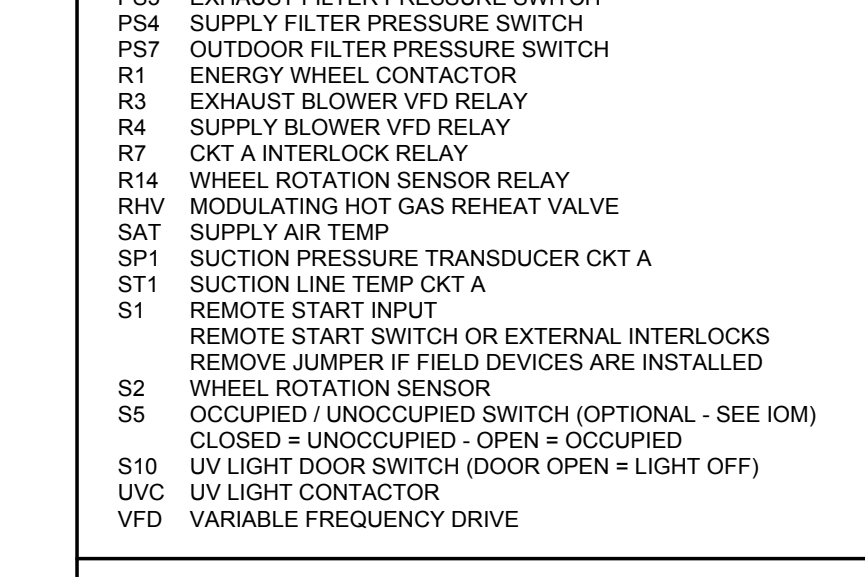 PS3 EXHAUST FILTER PRESSURE SWITCH
PS4 SUPPLY FILTER PRESSURE SWITCH
PS7 OUTDOOR FILTER PRESSURE SWITCH
R1 ENERGY WHEEL CONTACTOR
R3 EXHAUST BLOWER VFD RELAY
R4 SUPPLY BLOWER VFD RELAY
R7 CKT A INTERLOCK RELAY
R14 WHEEL ROTATION SENSOR RELAY
RHV MODULATING HOT GAS REHEAT VALVE
SAT SUPPLY AIR TEMP
SP1 SUCTION PRESSURE TRANSDUCER CKT A
ST1 SUCTION LINE TEMP CKT A
S1 REMOTE START INPUT
REMOTE START SWITCH OR EXTERNAL INTERLOCKS
REMOVE JUMPER IF FIELD DEVICES ARE INSTALLED
S2 WHEEL ROTATION SENSOR
S5 OCCUPIED / UNOCCUPIED SWITCH (OPTIONAL - SEE IOM)
CLOSED = UNOCCUPIED - OPEN = OCCUPIED
S10 UV LIGHT DOOR SWITCH (DOOR OPEN = LIGHT OFF)
UVC UV LIGHT CONTACTOR
VFD VARIABLE FREQUENCY DRIVE